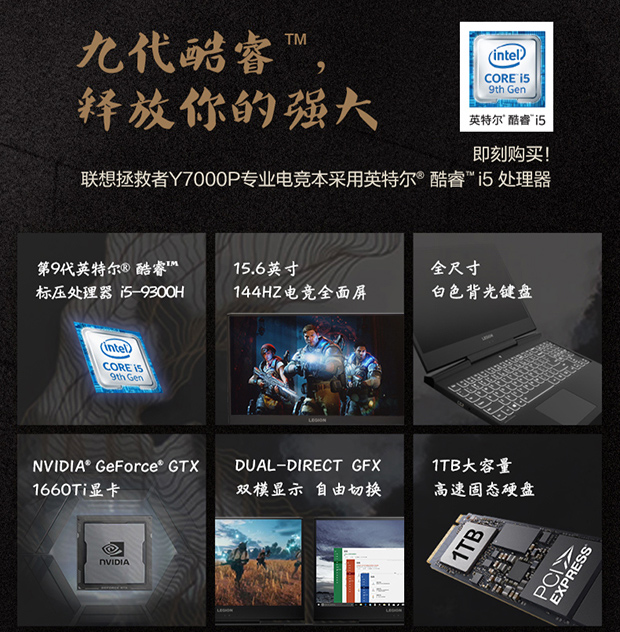 九代酷睿™,
释放你的强大
intel
CORE i5
9th Gen
英特尔® 酷睿™ i5
即刻购买!
联想拯救者Y7000P专业电竞本采用英特尔® 酷睿™ i5 处理器
第9代英特尔® 酷睿™
标压处理器 i5-9300H
intel
CORE i5
9th Gen
15.6英寸
144HZ电竞全面屏
LEGION
全尺寸
白色背光键盘
LEGION
NVIDIA® GeForce® GTX
1660Ti显卡
NVIDIA
DUAL-DIRECT GFX
双模显示 自由切换
LEGION
LEGION
1TB大容量
高速固态硬盘
1TB
PCI
EXPRESS